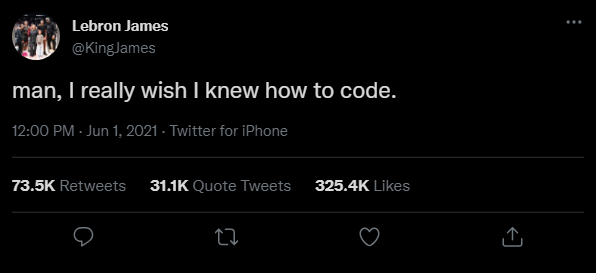 Lebron James
@KingJames
man, I really wish I knew how to code.
12:00 PM · Jun 1, 2021 · Twitter for iPhone
73.5K Retweets 31.1K Quote Tweets 325.4K Likes